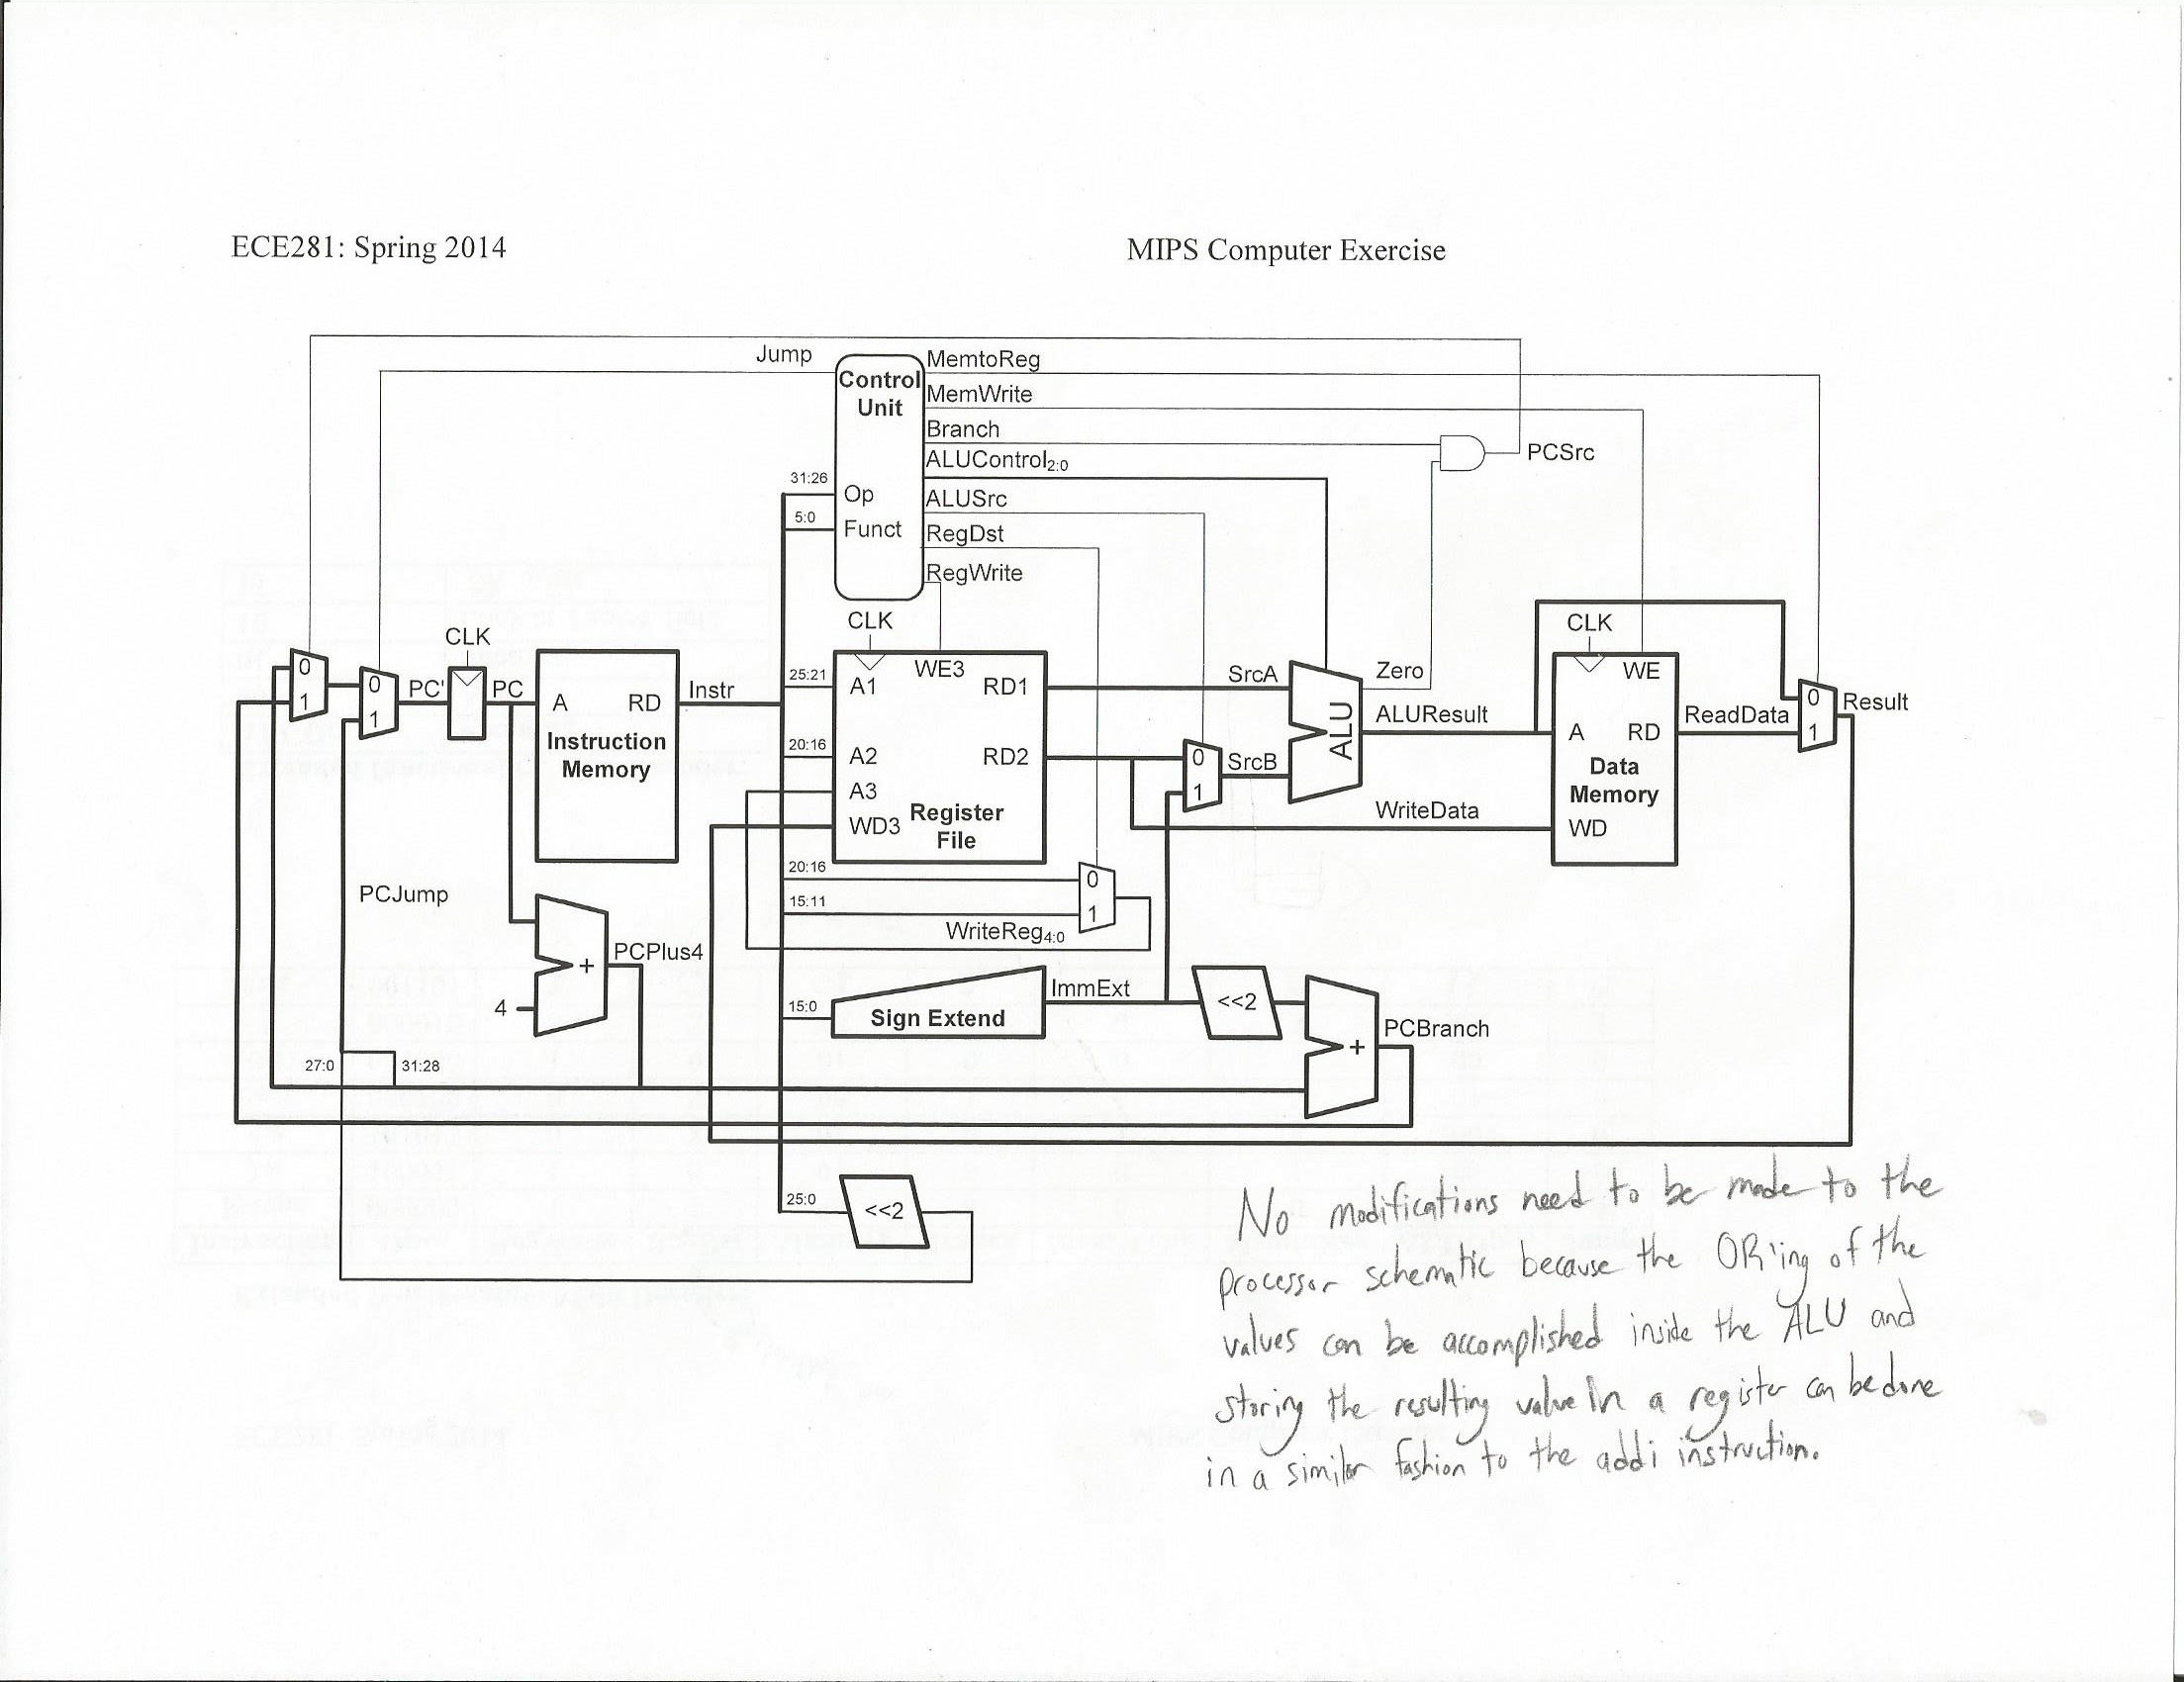 ECE281: Spring 2014
MIPS Computer Exercise
Jump
Control
Unit
MemtoReg
MemWrite
Branch
PCSrc
ALUControl2:0
31:26
Op
ALUSrc
5:0
Funct
RegDst
RegWrite
CLK
CLK
CLK
0
1
0
1
PC'
PC
A
RD
Instruction
Memory
Instr
25:21
A1
WE3
RD1
SrcA
Zero
WE
ALU
ALUResult
A
RD
ReadData
0
1
Result
20:16
A2
RD2
0
1
SrcB
Data
Memory
A3
WD3
Register
File
WriteData
WD
20:16
0
PCJump
15:11
1
WriteReg4:0
+
PCPlus4
4
15:0
Sign Extend
ImmExt
<<2
+
PCBranch
27:0
31:28
25:0
<<2
No modifications need to be made to the
processor schematic because the OR'ing of the
values can be accomplished inside the ALU and
storing the resulting value in a register can be done
in a similar fashion to the addi instruction.